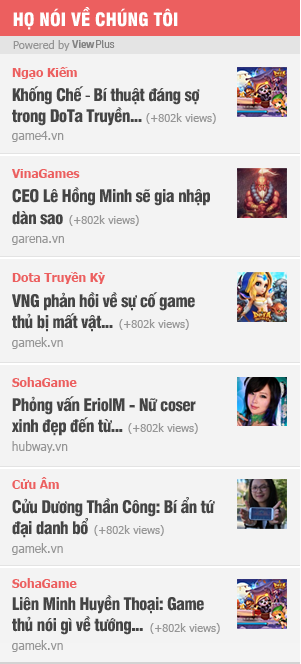 HỌ NÓI VỀ CHÚNG TÔI
Powered by ViewPlus
Ngạo Kiếm
Khống Chế - Bí thuật đáng sợ
trong DoTa Truyền... (+802k views)
game4.vn
VinaGames
CEO Lê Hồng Minh sẽ gia nhập
dàn sao (+802k views)
garena.vn
Dota Truyền Kỳ
VNG phản hồi về sự cố game
thủ bị mất vật... (+802k views)
gamek.vn
SohaGame
Phỏng vấn ErioIM - Nữ coser
xinh đẹp đến từ... (+802k views)
hubway.vn
Cửu Âm
Cửu Dương Thần Công: Bí ẩn tứ
đại danh bổ (+802k views)
gamek.vn
SohaGame
Liên Minh Huyền Thoại: Game
thủ nói gì về tướng... (+802k views)
gamek.vn